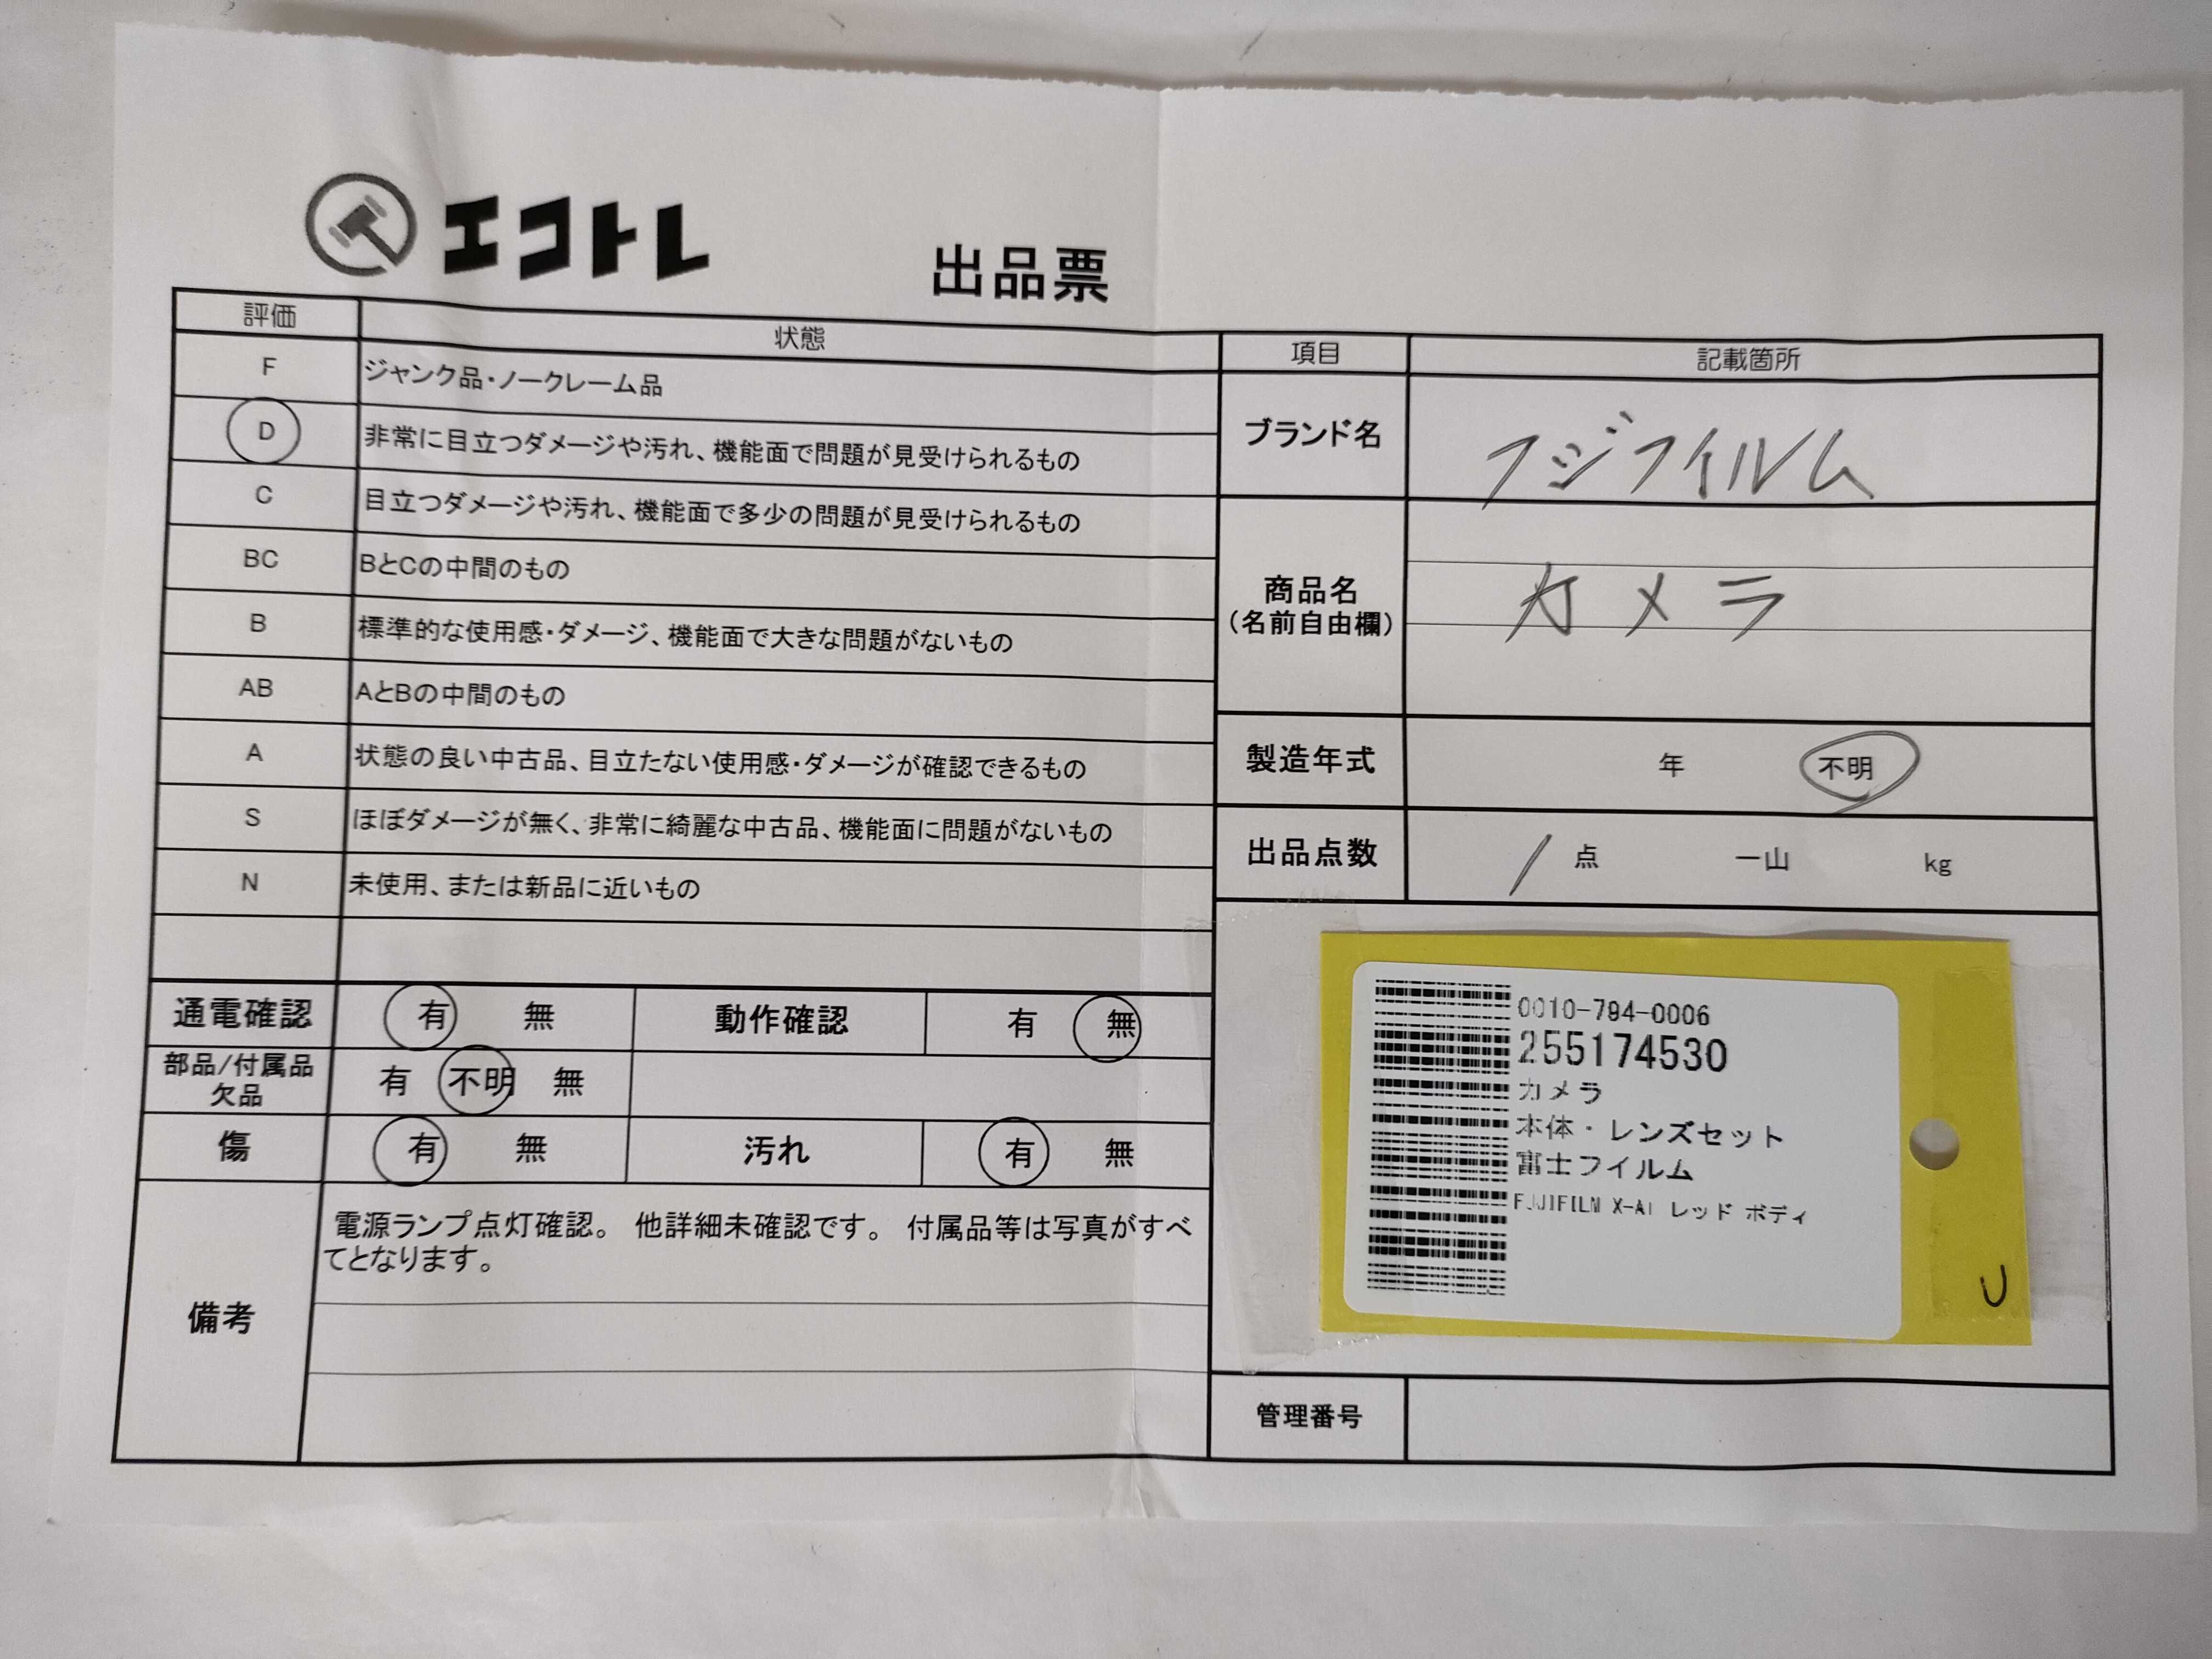 エコトレ
出品票
評価 状態
F ジャンク品・ノークレーム品
D 非常に目立つダメージや汚れ、機能面で問題が見受けられるもの
C 目立つダメージや汚れ、機能面で多少の問題が見受けられるもの
BC BとCの中間のもの
B 標準的な使用感・ダメージ、機能面で大きな問題がないもの
AB AとBの中間のもの
A 状態の良い中古品、目立たない使用感・ダメージが確認できるもの
S ほぼダメージが無く、非常に綺麗な中古品、機能面に問題がないもの
N 未使用、または新品に近いもの
通電確認 有 無 動作確認 有 無
部品/付属品
欠品
有 不明 無
傷 有 無 汚れ 有 無
備考
電源ランプ点灯確認。 他詳細未確認です。 付属品等は写真がすべ
てとなります。
項目 記載箇所
ブランド名 フジフイルム
商品名
(名前自由欄)
カメラ
製造年式 年 不明
出品点数 1 点 一山 kg
0010-794-0006
255174530
カメラ
本体・レンズセット
富士フイルム
FUJIFILM X-A1 レッド ボディ
U
管理番号